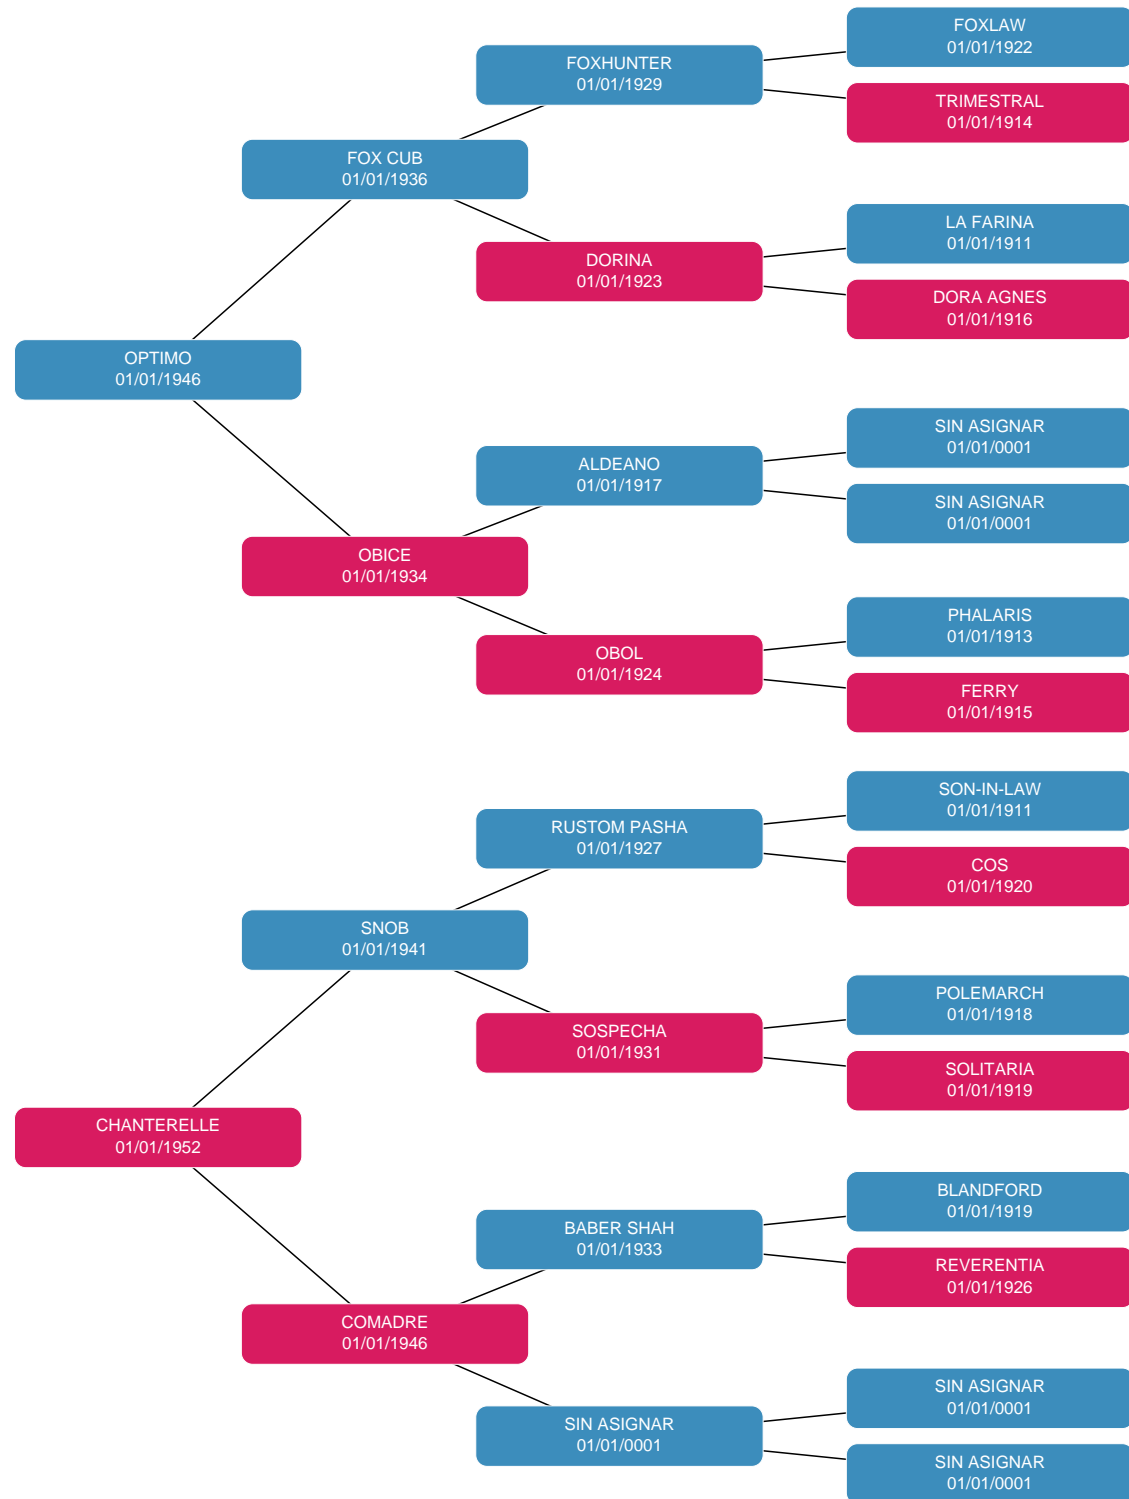 FOXLAW
01/01/1922
FOXHUNTER
01/01/1929
TRIMESTRAL
01/01/1914
FOX CUB
01/01/1936
LA FARINA
01/01/1911
DORINA
01/01/1923
DORA AGNES
01/01/1916
OPTIMO
01/01/1946
SIN ASIGNAR
01/01/0001
ALDEANO
01/01/1917
SIN ASIGNAR
01/01/0001
OBICE
01/01/1934
PHALARIS
01/01/1913
OBOL
01/01/1924
FERRY
01/01/1915
SON-IN-LAW
01/01/1911
RUSTOM PASHA
01/01/1927
COS
01/01/1920
SNOB
01/01/1941
POLEMARCH
01/01/1918
SOSPECHA
01/01/1931
SOLITARIA
01/01/1919
CHANTERELLE
01/01/1952
BLANDFORD
01/01/1919
BABER SHAH
01/01/1933
REVERENTIA
01/01/1926
COMADRE
01/01/1946
SIN ASIGNAR
01/01/0001
SIN ASIGNAR
01/01/0001
SIN ASIGNAR
01/01/0001